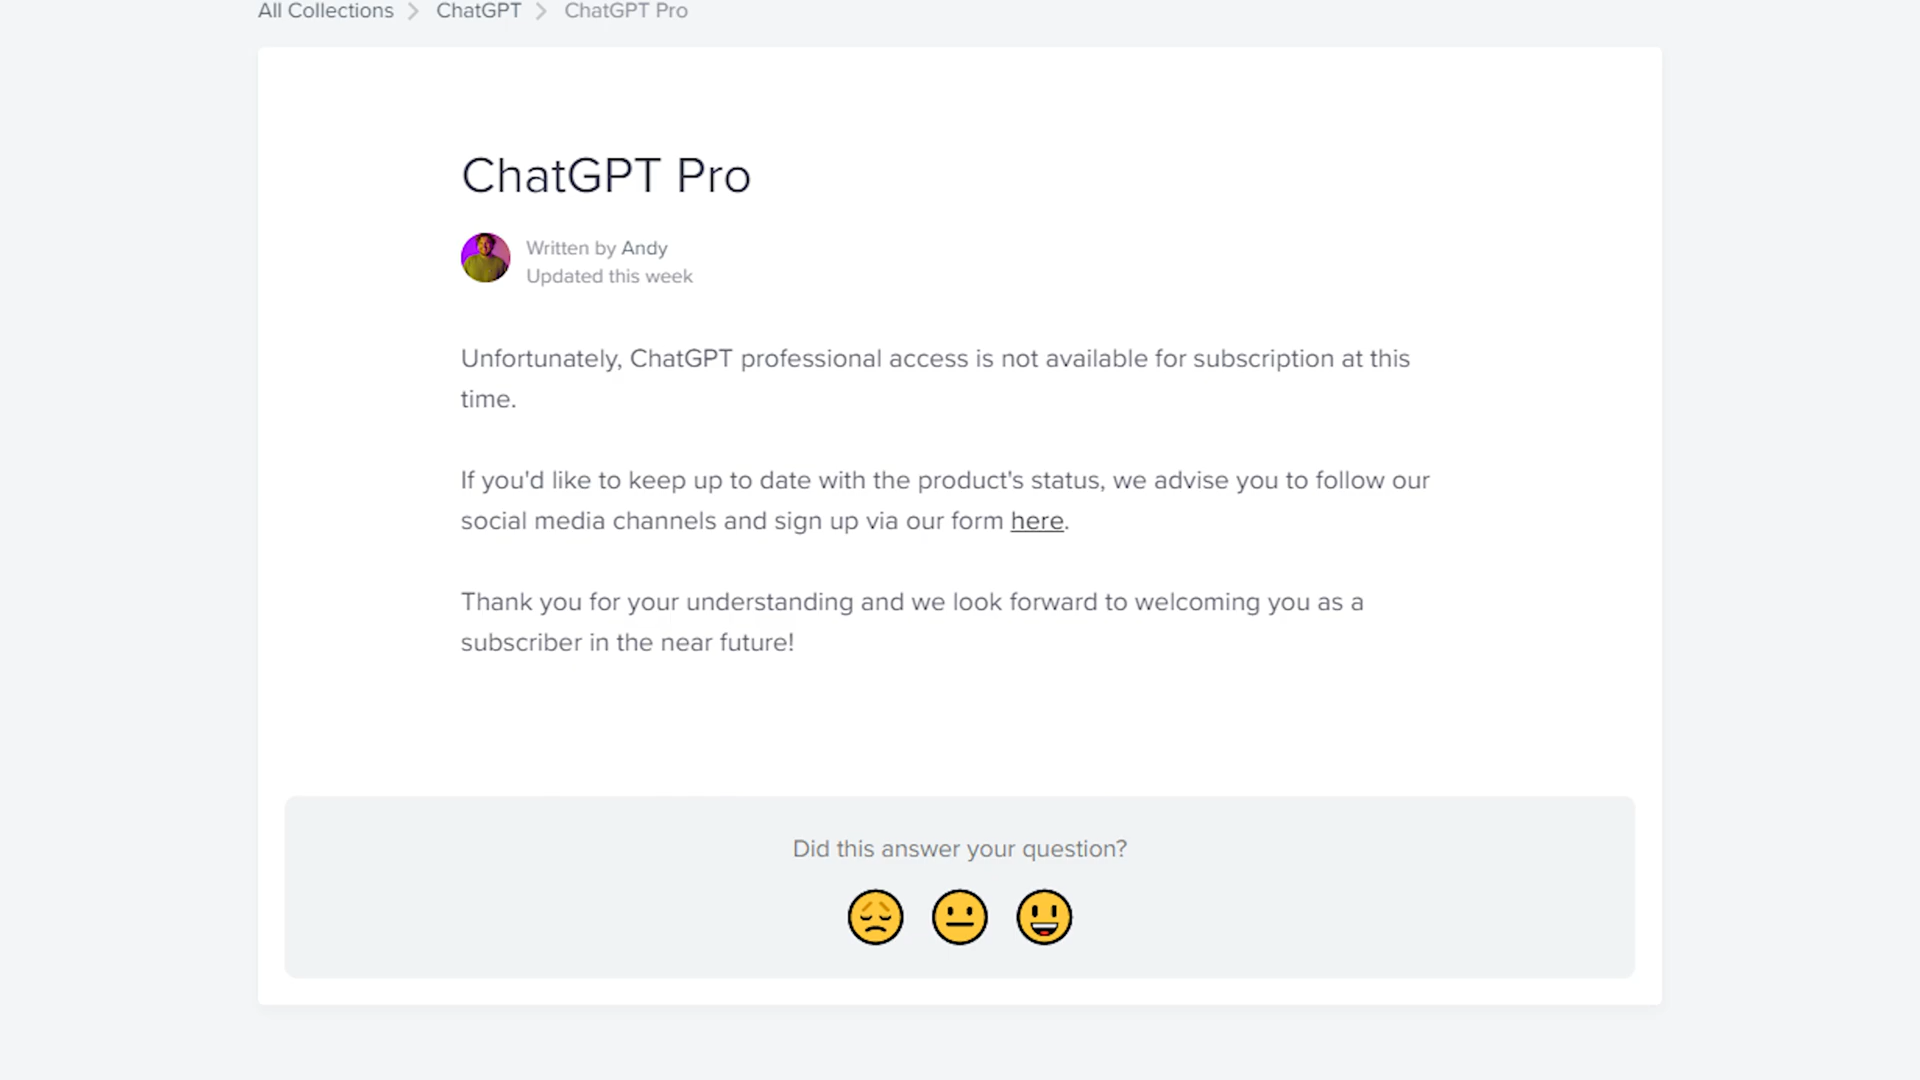 All Collections > ChatGPT > ChatGPT Pro
ChatGPT Pro
Written by Andy
Updated this week
Unfortunately, ChatGPT professional access is not available for subscription at this
time.
If you'd like to keep up to date with the product's status, we advise you to follow our
social media channels and sign up via our form here.
Thank you for your understanding and we look forward to welcoming you as a
subscriber in the near future!
Did this answer your question?